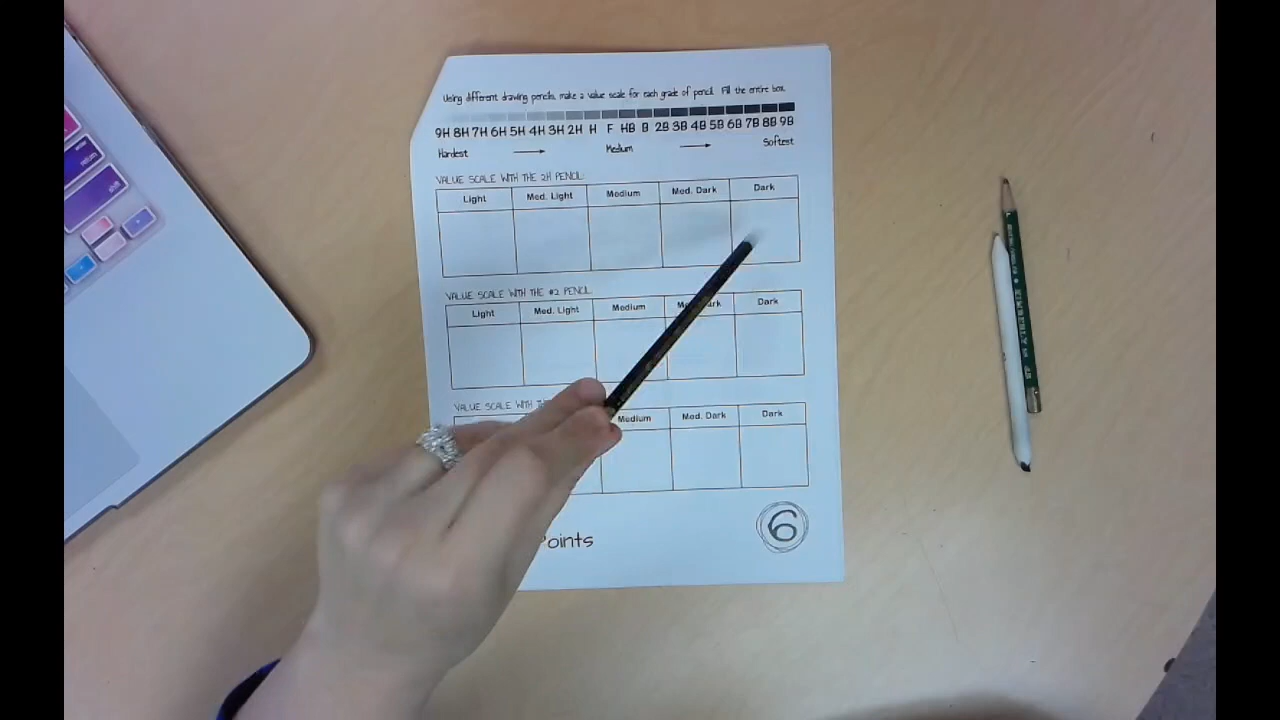 Using different drawing pencils, make a value scale for each grade of pencil. Fill the entire box.
9H 8H 7H 6H 5H 4H 3H 2H H F HB B 2B 3B 4B 5B 6B 7B 8B 9B
Hardest Medium Softest
VALUE SCALE WITH THE 2H PENCIL:
Light Med. Light Medium Med. Dark Dark
VALUE SCALE WITH THE #2 PENCIL:
Light Med. Light Medium Dark
VALUE SCALE WITH
Medium Med. Dark Dark
Points
6
return
shift
KIMBERLY